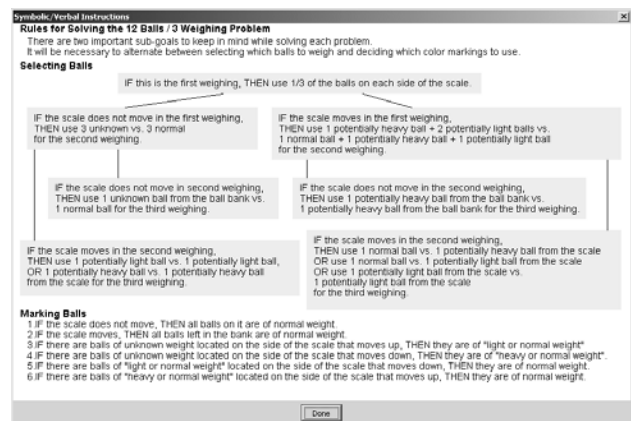 Symbolic/Verbal Instructions
Rules for Solving the 12 Balls / 3 Weighing Problem
There are two important sub-goals to keep in mind while solving each problem.
It will be necessary to alternate between selecting which balls to weigh and deciding which color markings to use.
Selecting Balls
IF this is the first weighing, THEN use 1/3 of the balls on each side of the scale.
IF the scale does not move in the first weighing,
THEN use 3 unknown vs. 3 normal
for the second weighing.
IF the scale moves in the first weighing,
THEN use 1 potentially heavy ball + 2 potentially light balls vs.
1 normal ball + 1 potentially heavy ball + 1 potentially light ball
for the second weighing.
IF the scale does not move in second weighing,
THEN use 1 unknown ball from the ball bank vs.
1 normal ball for the third weighing.
IF the scale does not move in the second weighing,
THEN use 1 potentially heavy ball from the ball bank vs.
1 potentially heavy ball from the ball bank for the third weighing.
IF the scale moves in the second weighing,
THEN use 1 potentially light ball vs. 1 potentially light ball,
OR 1 potentially heavy ball vs. 1 potentially heavy ball
from the scale for the third weighing.
IF the scale moves in the second weighing,
THEN use 1 normal ball vs. 1 potentially heavy ball from the scale
OR use 1 normal ball vs. 1 potentially light ball from the scale
OR use 1 potentially light ball from the scale vs.
1 potentially light ball from the scale
for the third weighing.
Marking Balls
1.IF the scale does not move, THEN all balls on it are of normal weight.
2.IF the scale moves, THEN all balls left in the bank are of normal weight.
3.IF there are balls of unknown weight located on the side of the scale that moves up, THEN they are of "light or normal weight"
4.IF there are balls of unknown weight located on the side of the scale that moves down, THEN they are of "heavy or normal weight".
5.IF there are balls of "light or normal weight" located on the side of the scale that moves down, THEN they are of normal weight.
6.IF there are balls of "heavy or normal weight" located on the side of the scale that moves up, THEN they are of normal weight.
Done